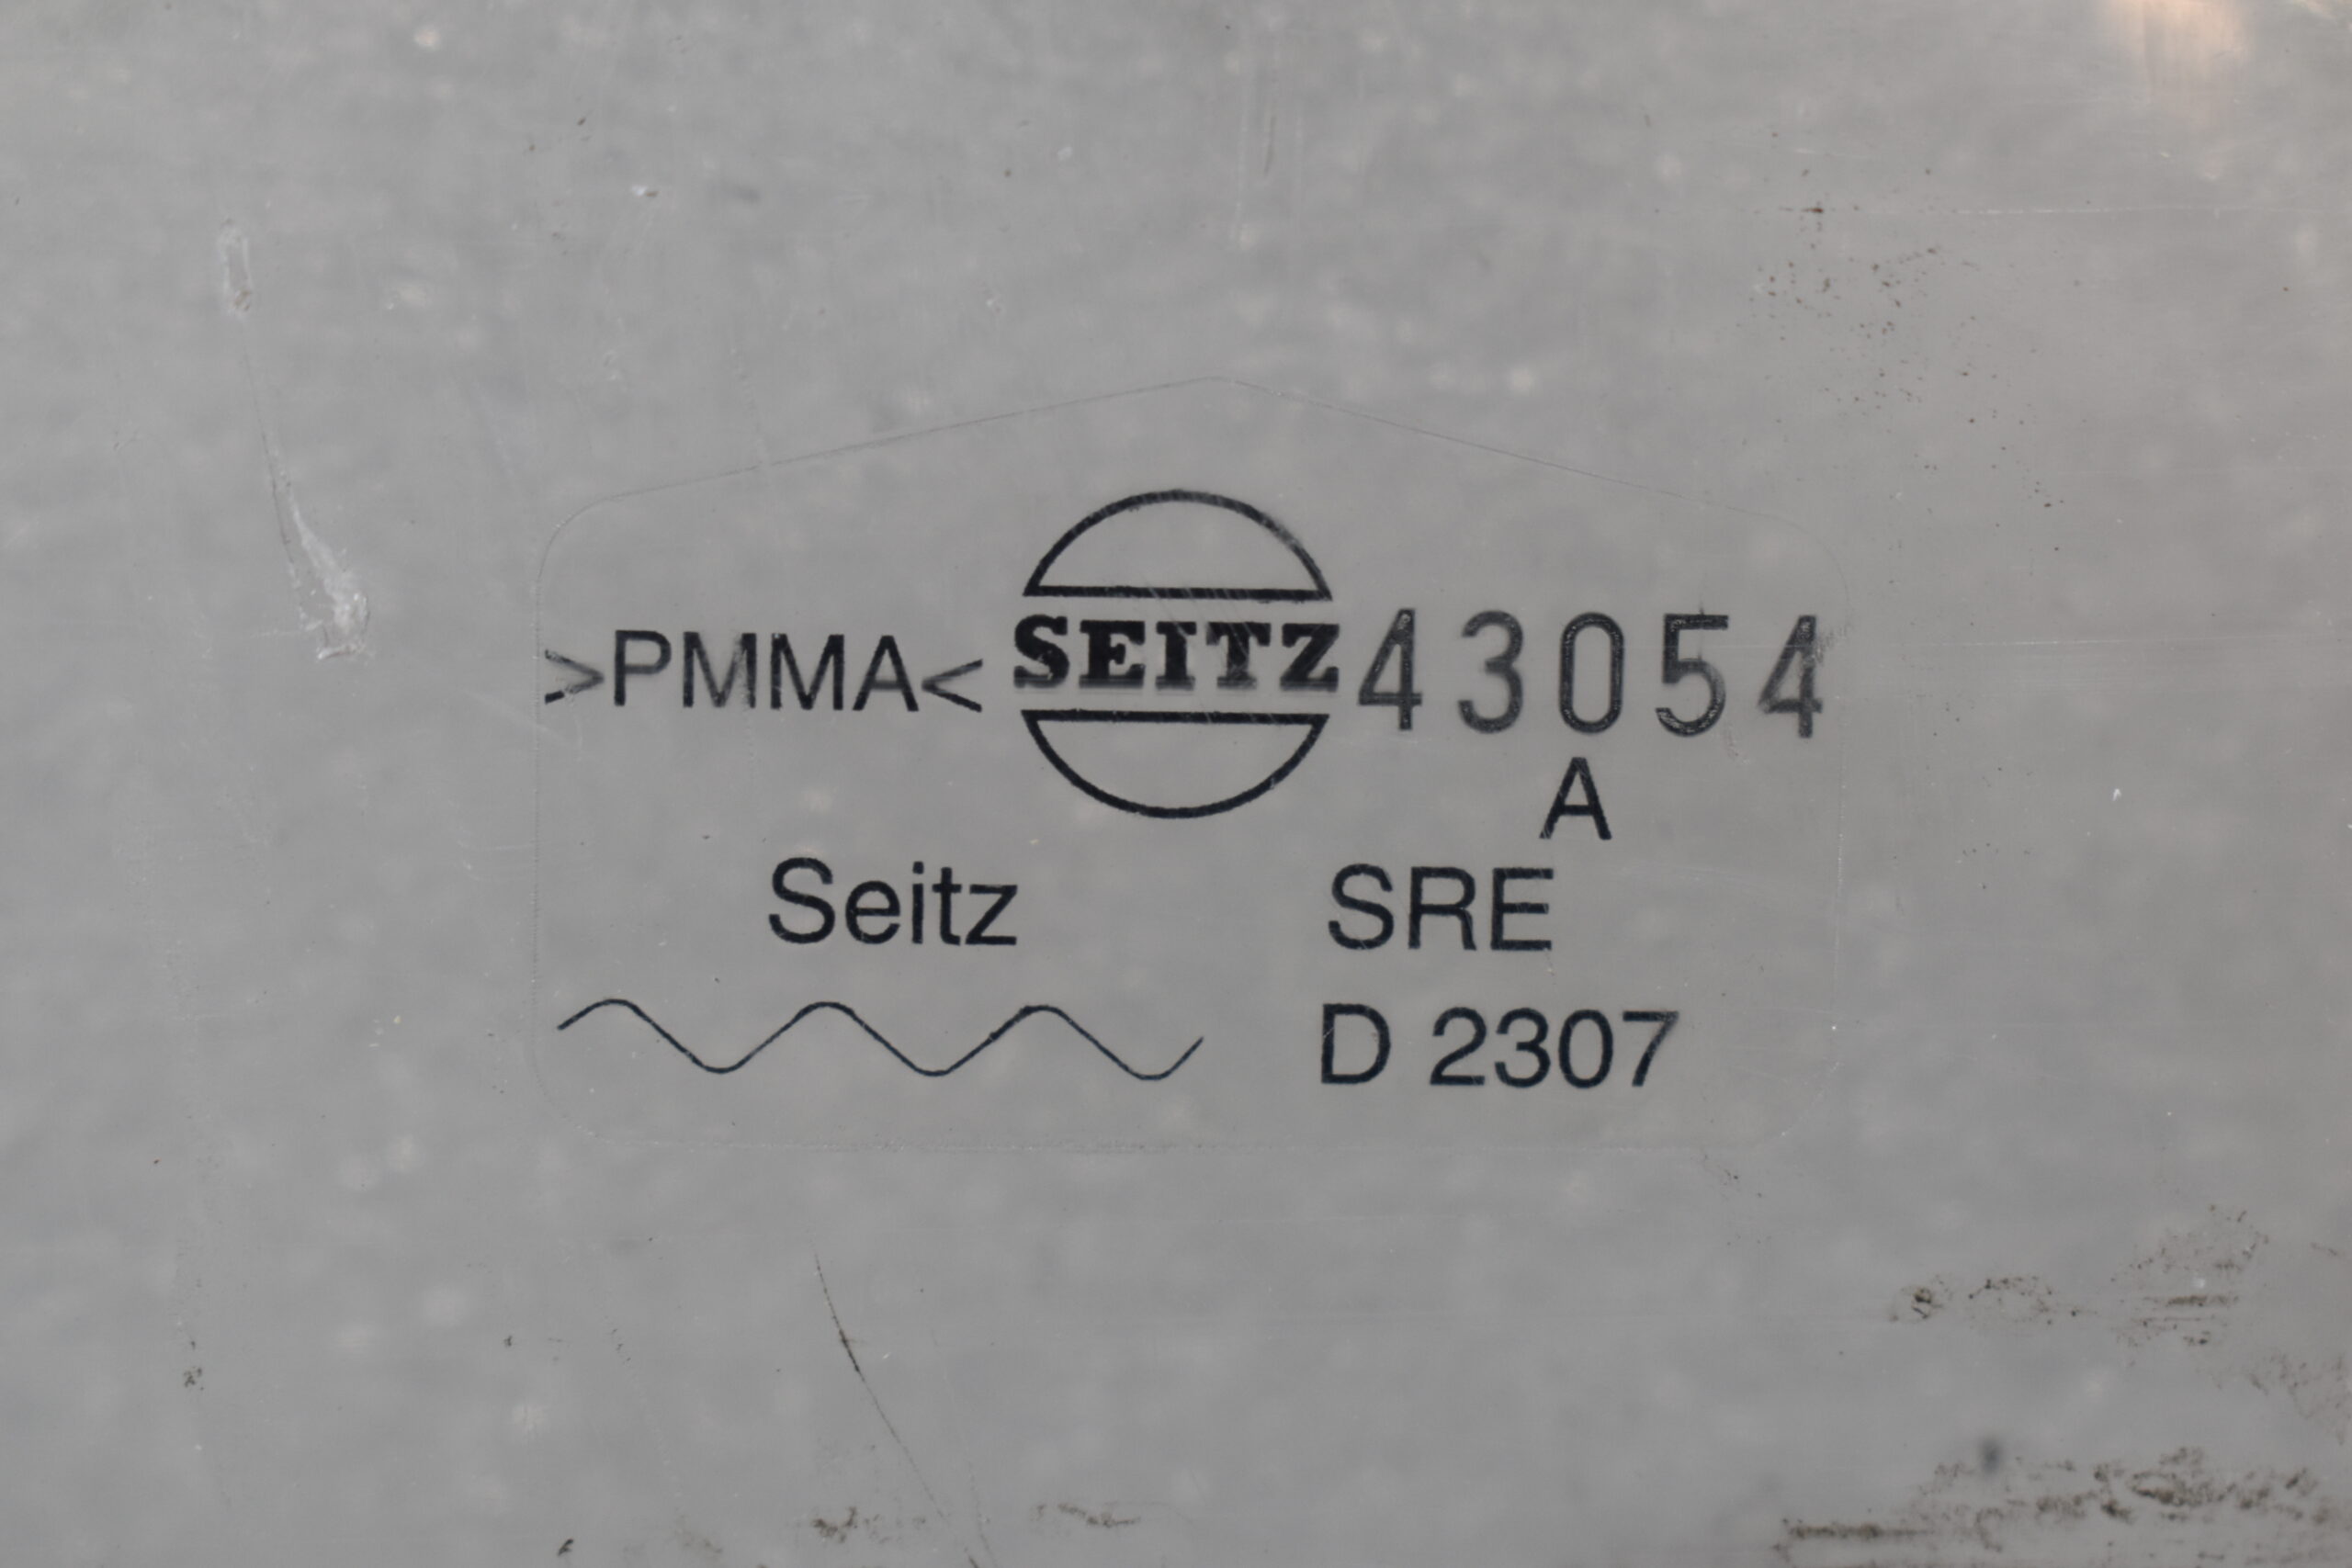 >PMMA< SEITZ 43054
A
Seitz SRE
D 2307